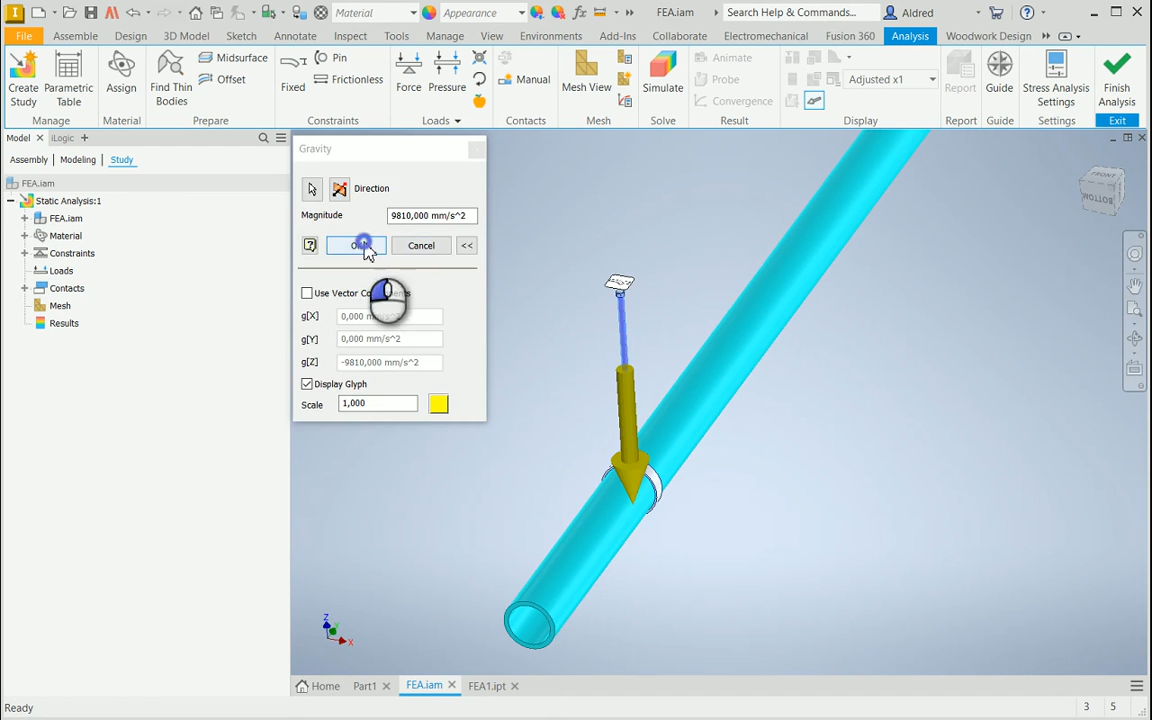 Material
Appearance
FEA.iam
Search Help & Commands...
Aldred
File
Assemble
Design
3D Model
Sketch
Annotate
Inspect
Tools
Manage
View
Environments
Add-Ins
Collaborate
Electromechanical
Fusion 360
Analysis
Woodwork Design
Create Study
Parametric Table
Assign
Find Thin Bodies
Midsurface
Offset
Fixed
Pin
Frictionless
Force
Pressure
Manual
Mesh View
Simulate
Animate
Probe
Convergence
Adjusted x1
Report
Guide
Stress Analysis Settings
Finish Analysis
Manage
Material
Prepare
Constraints
Loads
Contacts
Mesh
Solve
Result
Display
Report
Guide
Settings
Exit
Model
iLogic
Assembly
Modeling
Study
FEA.iam
Static Analysis:1
FEA.iam
Material
Constraints
Loads
Contacts
Mesh
Results
Gravity
Direction
Magnitude
9810,000 mm/s^2
Cancel
<<
Use Vector
g[X]
0,000
g[Y]
0,000 mm/s^2
g[Z]
-9810,000 mm/s^2
Display Glyph
Scale
1,000
FRONT
BOTTOM
Z
Y
X
Home
Part1
FEA.iam
FEA1.ipt
Ready
3
5